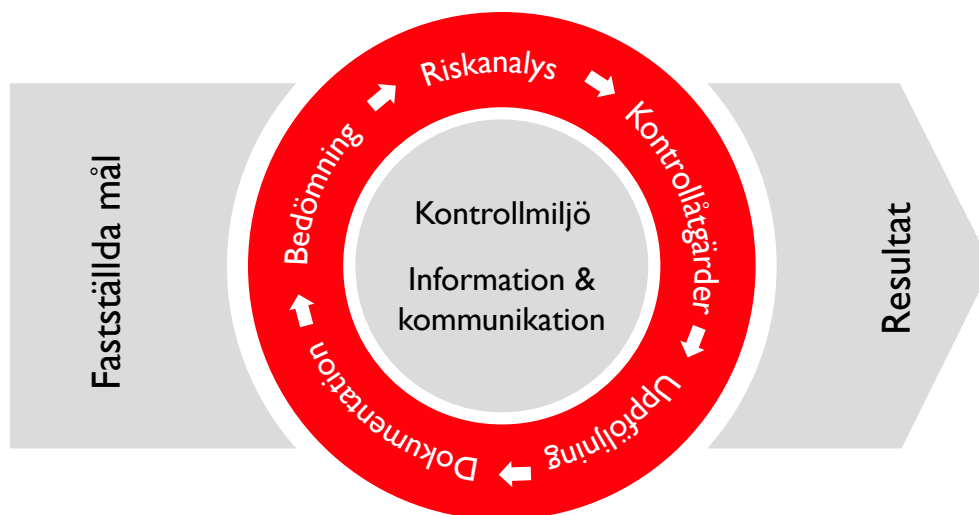 Fastställda mål
Riskanalys
Kontrollåtgärder
Uppföljning
Dokumentation
Bedömning
Kontrollmiljö
Information &
kommunikation
Resultat